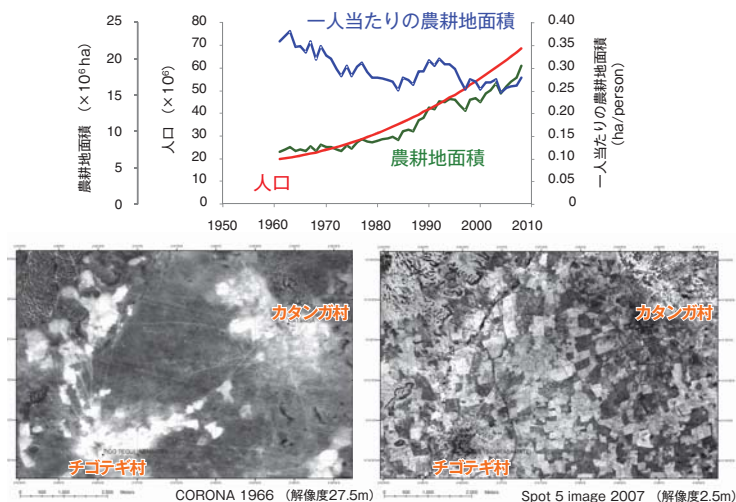 一人当たりの農耕地面積
25
20
15
10
5
0
農耕地面積 (×10⁶ ha)
80
70
60
50
40
30
20
10
0
人口 (×10⁶)
0.40
0.35
0.30
0.25
0.20
0.15
0.10
0.05
0
一人当たりの農耕地面積
(ha/person)
農耕地面積
人口
1950 1960 1970 1980 1990 2000 2010
カタンガ村
チゴテギ村
CORONA 1966 (解像度27.5m)
カタンガ村
チゴテギ村
Spot 5 image 2007 (解像度2.5m)